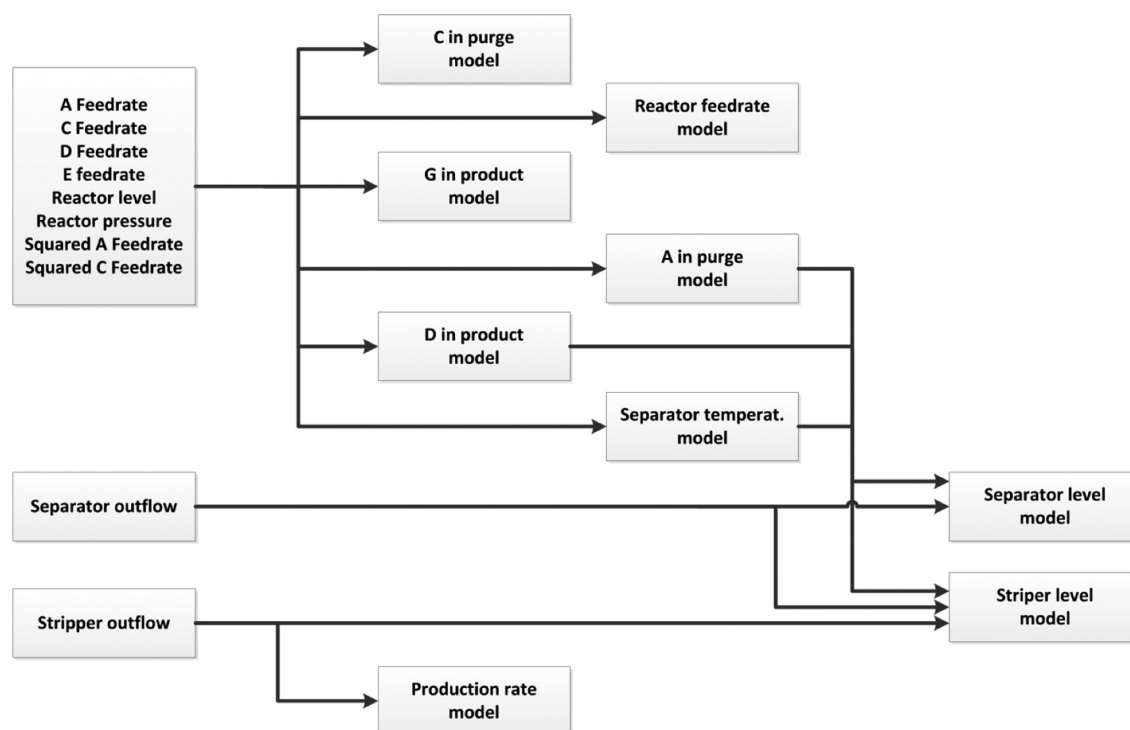 C in purge
model
A Feedrate
C Feedrate
D Feedrate
E feedrate
Reactor level
Reactor pressure
Squared A Feedrate
Squared C Feedrate
Reactor feedrate
model
G in product
model
A in purge
model
D in product
model
Separator temperat.
model
Separator outflow
Separator level
model
Stripper outflow
Striper level
model
Production rate
model